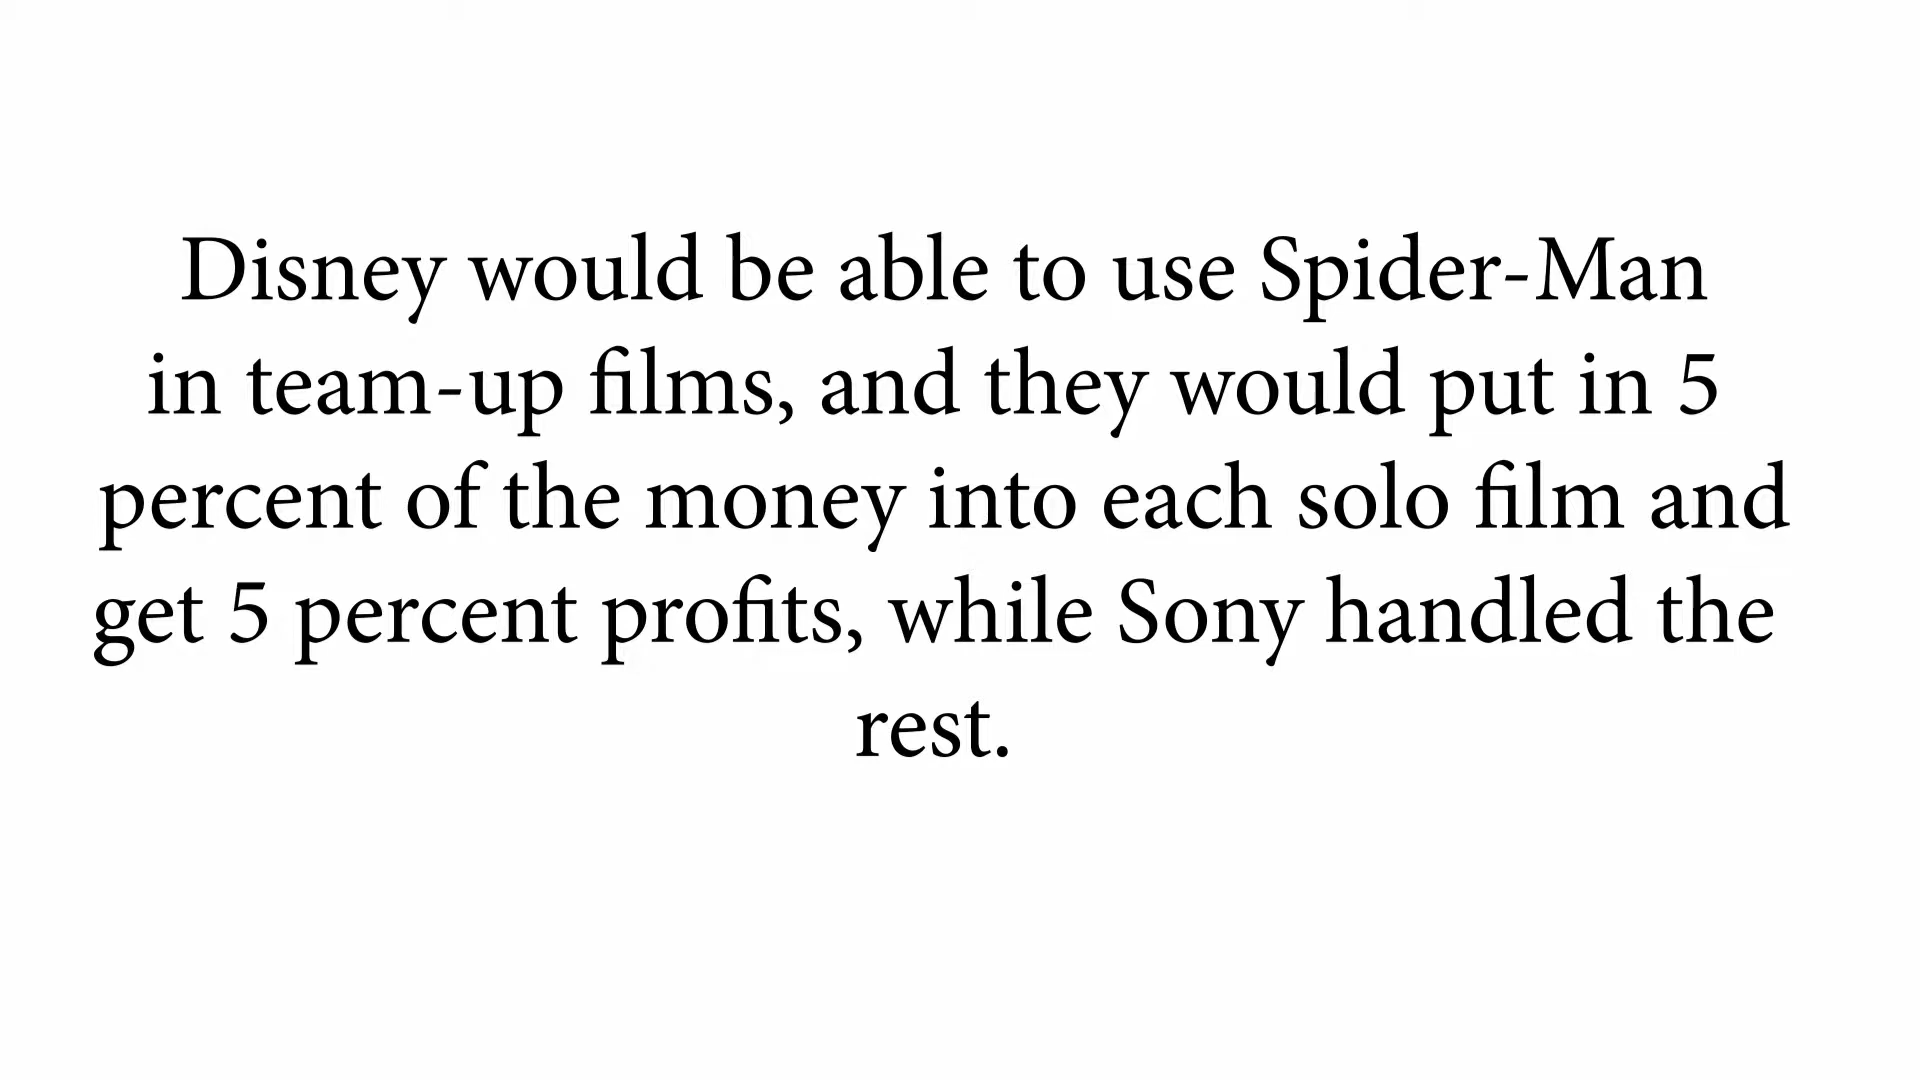 Disney would be able to use Spider-Man
in team-up films, and they would put in 5
percent of the money into each solo film and
get 5 percent profits, while Sony handled the
rest.